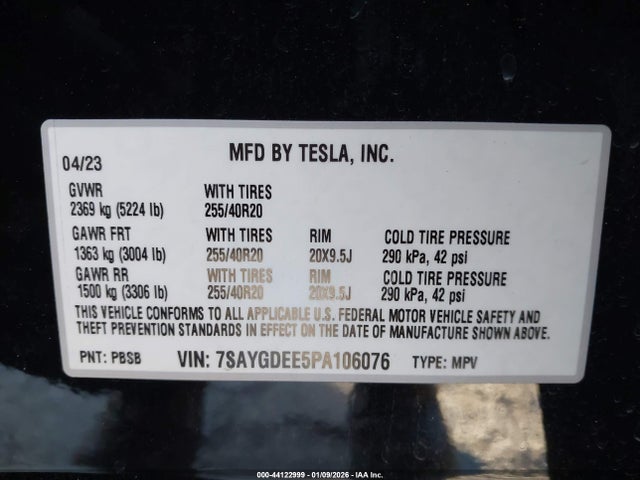 MFD BY TESLA, INC.
04/23
GVWR WITH TIRES
2369 kg (5224 lb) 255/40R20
GAWR FRT WITH TIRES RIM COLD TIRE PRESSURE
1363 kg (3004 lb) 255/40R20 20X9.5J 290 kPa, 42 psi
GAWR RR WITH TIRES RIM COLD TIRE PRESSURE
1500 kg (3306 lb) 255/40R20 20X9.5J 290 kPa, 42 psi
THIS VEHICLE CONFORMS TO ALL APPLICABLE U.S. FEDERAL MOTOR VEHICLE SAFETY AND
THEFT PREVENTION STANDARDS IN EFFECT ON THE DATE OF MANUFACTURE SHOWN ABOVE.
PNT: PBSB VIN: 7SAYGDEE5PA106076 TYPE: MPV
000-44122999 - 01/09/2026 - IAA Inc.